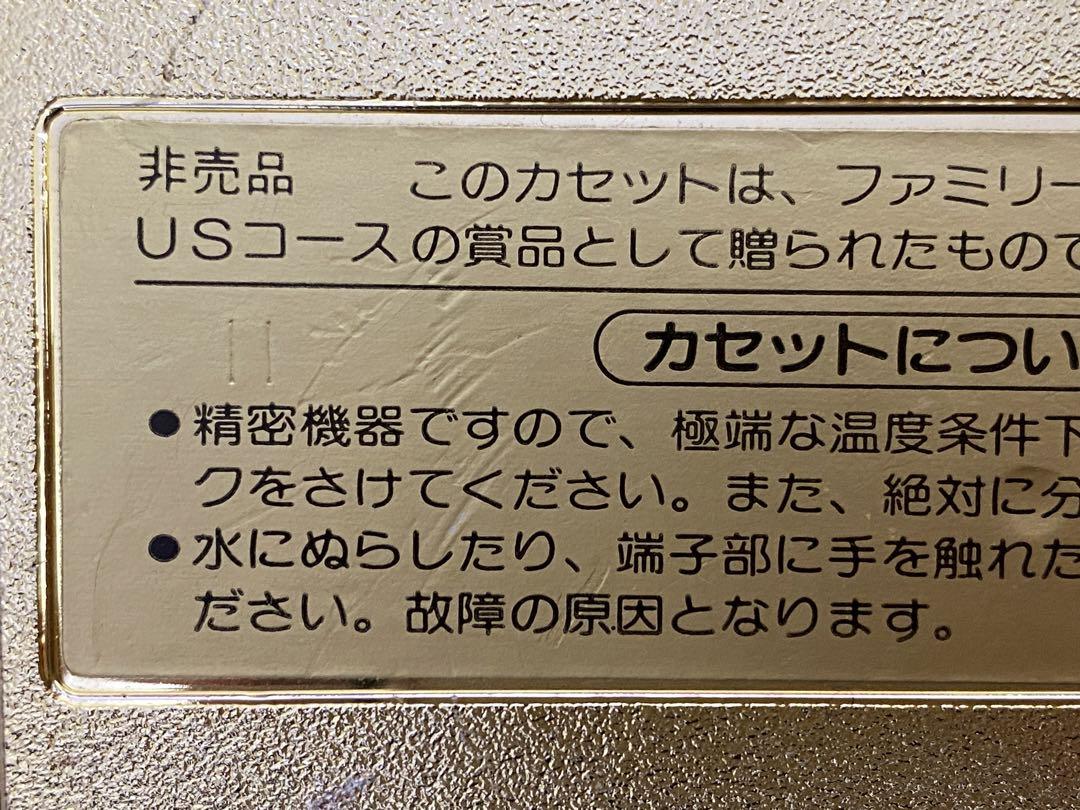 非売品　このカセットは、ファミリー
USコースの賞品として贈られたもので
カセットについ
●精密機器ですので、極端な温度条件下
クをさけてください。また、絶対に分
●水にぬらしたり、端子部に手を触れた
ださい。故障の原因となります。